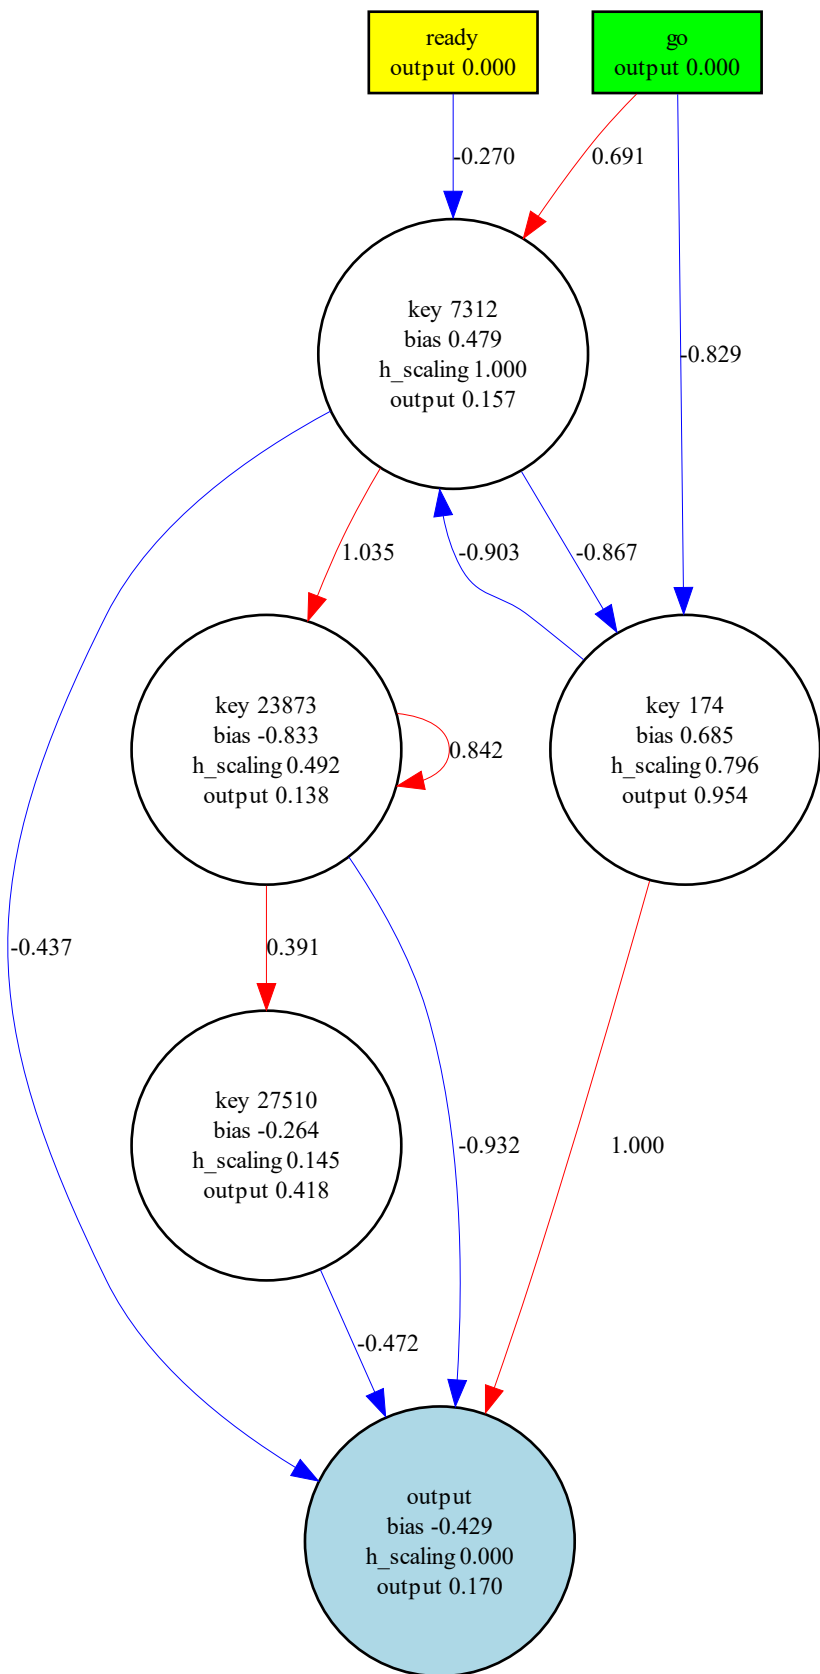 ready
output 0.000
go
output 0.000
-0.270
0.691
key 7312
bias 0.479
h_scaling 1.000
output 0.157
-0.829
1.035
-0.903
-0.867
key 23873
bias -0.833
h_scaling 0.492
output 0.138
0.842
key 174
bias 0.685
h_scaling 0.796
output 0.954
-0.437
0.391
key 27510
bias -0.264
h_scaling 0.145
output 0.418
-0.932
1.000
-0.472
output
bias -0.429
h_scaling 0.000
output 0.170